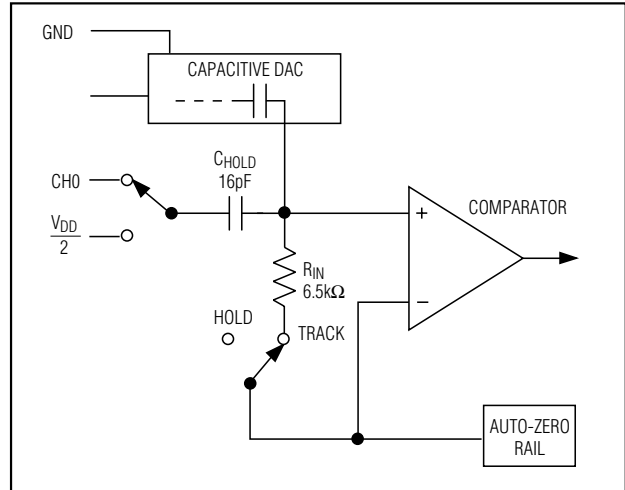 GND
CAPACITIVE DAC
CHOLD
16pF
CH0
VDD
2
+
COMPARATOR
RIN
6.5kΩ
−
HOLD
TRACK
AUTO-ZERO
RAIL